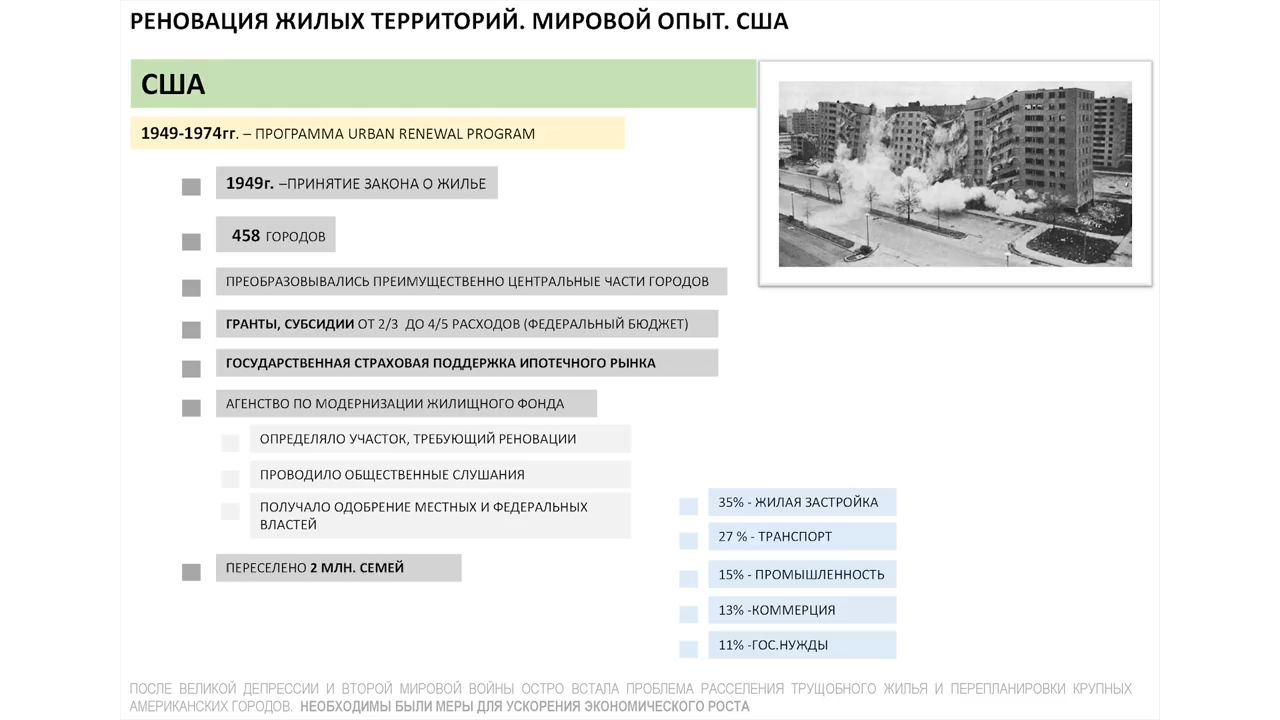 РЕНОВАЦИЯ ЖИЛЫХ ТЕРРИТОРИЙ. МИРОВОЙ ОПЫТ. США
США
1949-1974гг. – ПРОГРАММА URBAN RENEWAL PROGRAM
1949г. –ПРИНЯТИЕ ЗАКОНА О ЖИЛЬЕ
458 ГОРОДОВ
ПРЕОБРАЗОВЫВАЛИСЬ ПРЕИМУЩЕСТВЕННО ЦЕНТРАЛЬНЫЕ ЧАСТИ ГОРОДОВ
ГРАНТЫ, СУБСИДИИ ОТ 2/3 ДО 4/5 РАСХОДОВ (ФЕДЕРАЛЬНЫЙ БЮДЖЕТ)
ГОСУДАРСТВЕННАЯ СТРАХОВАЯ ПОДДЕРЖКА ИПОТЕЧНОГО РЫНКА
АГЕНСТВО ПО МОДЕРНИЗАЦИИ ЖИЛИЩНОГО ФОНДА
ОПРЕДЕЛЯЛО УЧАСТОК, ТРЕБУЮЩИЙ РЕНОВАЦИИ
ПРОВОДИЛО ОБЩЕСТВЕННЫЕ СЛУШАНИЯ
ПОЛУЧАЛО ОДОБРЕНИЕ МЕСТНЫХ И ФЕДЕРАЛЬНЫХ
ВЛАСТЕЙ
ПЕРЕСЕЛЕНО 2 МЛН. СЕМЕЙ
35% - ЖИЛАЯ ЗАСТРОЙКА
27 % - ТРАНСПОРТ
15% - ПРОМЫШЛЕННОСТЬ
13% -КОММЕРЦИЯ
11% -ГОС.НУЖДЫ
ПОСЛЕ ВЕЛИКОЙ ДЕПРЕССИИ И ВТОРОЙ МИРОВОЙ ВОЙНЫ ОСТРО ВСТАЛА ПРОБЛЕМА РАССЕЛЕНИЯ ТРУЩОБНОГО ЖИЛЬЯ И ПЕРЕПЛАНИРОВКИ КРУПНЫХ
АМЕРИКАНСКИХ ГОРОДОВ. НЕОБХОДИМЫ БЫЛИ МЕРЫ ДЛЯ УСКОРЕНИЯ ЭКОНОМИЧЕСКОГО РОСТА